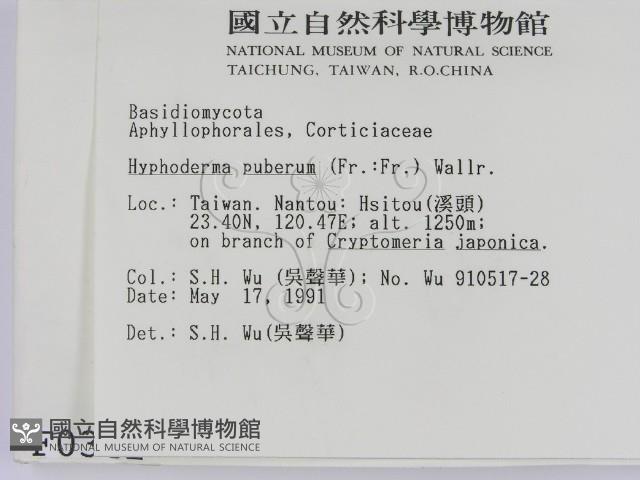 國立自然科學博物館
NATIONAL MUSEUM OF NATURAL SCIENCE
TAICHUNG, TAIWAN, R.O.CHINA
Basidiomycota
Aphyllophorales, Corticiaceae
Hyphoderma puberum (Fr.:Fr.) Wallr.
Loc.: Taiwan. Nantou: Hsitou(溪頭)
23.40N, 120.47E; alt. 1250m;
on branch of Cryptomeria japonica.
Col.: S.H. Wu (吳聲華); No. Wu 910517-28
Date: May 17, 1991
Det.: S.H. Wu(吳聲華)
國立自然科學博物館
NATIONAL MUSEUM OF NATURAL SCIENCE